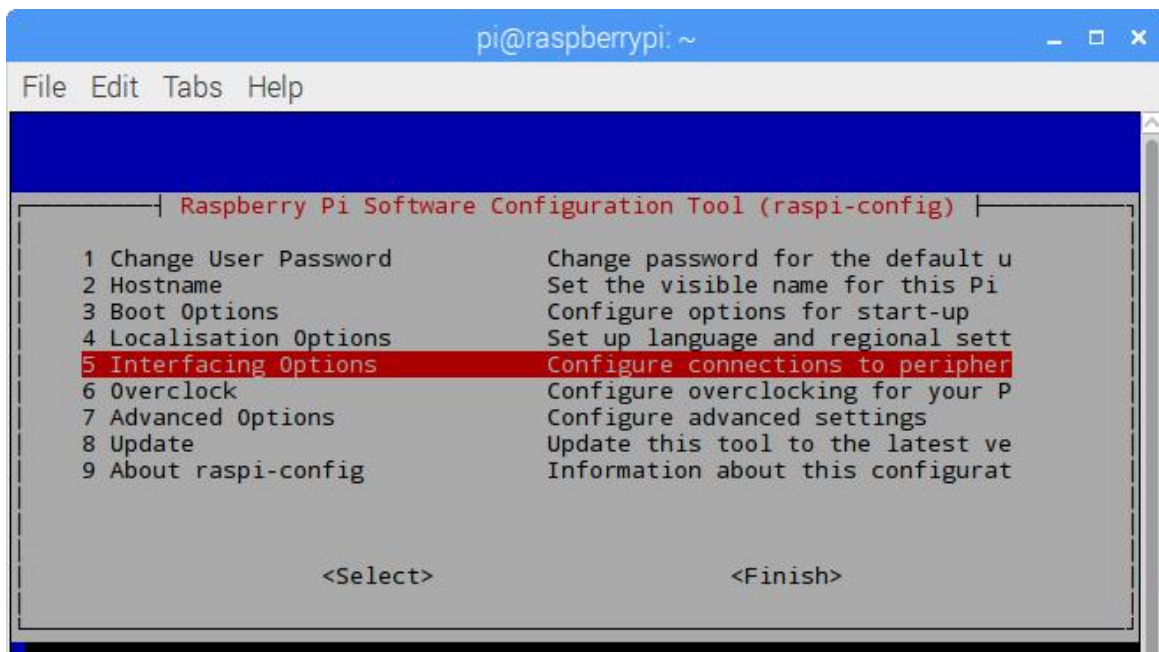 pi@raspberrypi: ~
File Edit Tabs Help
Raspberry Pi Software Configuration Tool (raspi-config)
1 Change User Password Change password for the default u
2 Hostname Set the visible name for this Pi
3 Boot Options Configure options for start-up
4 Localisation Options Set up language and regional sett
5 Interfacing Options Configure connections to peripher
6 Overclock Configure overclocking for your P
7 Advanced Options Configure advanced settings
8 Update Update this tool to the latest ve
9 About raspi-config Information about this configurat
<Select> <Finish>